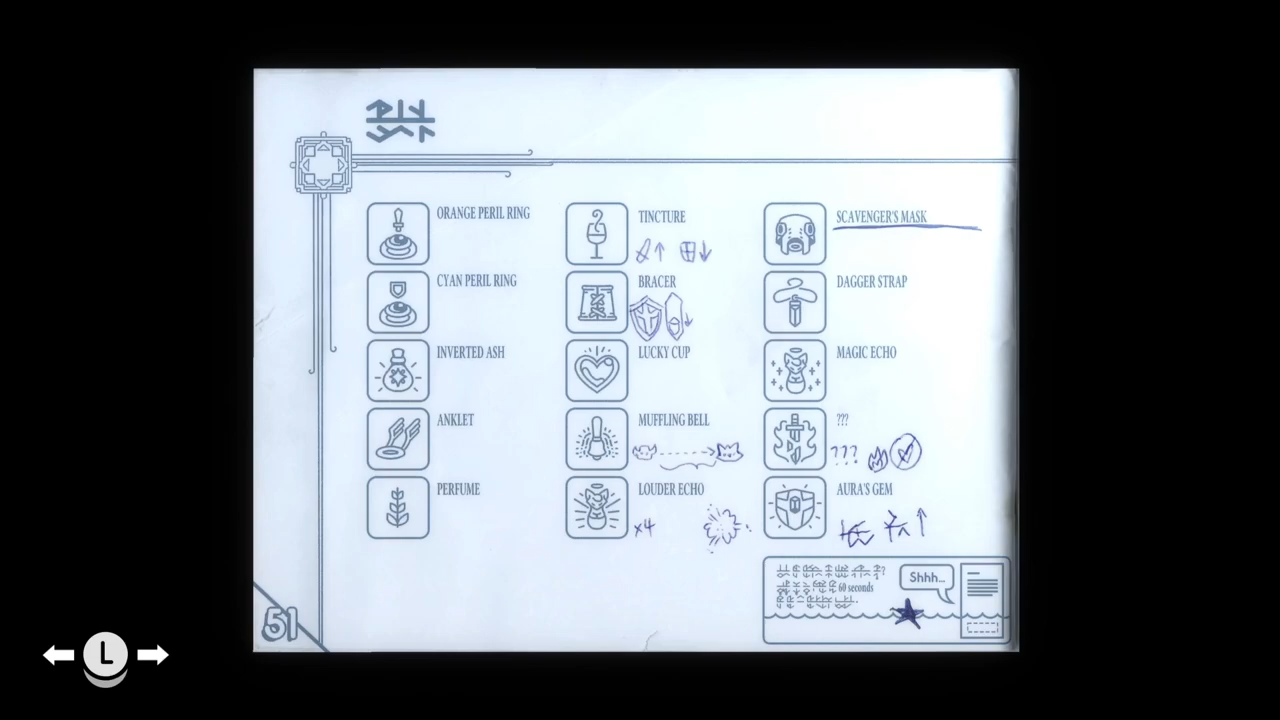 ORANGE PERIL RING
CYAN PERIL RING
INVERTED ASH
ANKLET
PERFUME
TINCTURE
BRACER
LUCKY CUP
MUFFLING BELL
LOUDER ECHO
x4
SCAVENGER'S MASK
DAGGER STRAP
MAGIC ECHO
???
???
AURA'S GEM
?
60 seconds
Shhh...
51
L